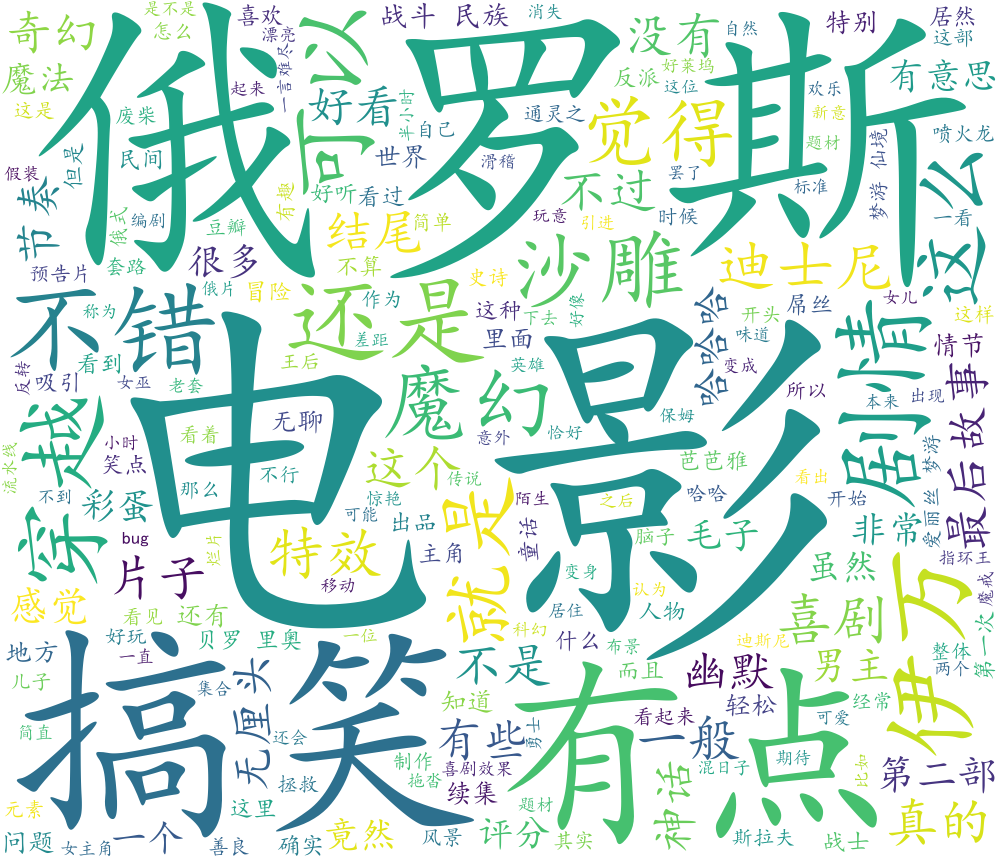 俄罗斯
电影
搞笑
有点
可以
不错
还是
觉得
沙雕
迪士尼
魔幻
穿越
剧情
伊万
就是
这么
奇幻
魔法
这是
废柴
民间
假装
但是
节奏
编剧
俄式
预告片
套路
很多
豆瓣
喜欢
是不是
怎么
漂亮
一言难尽
起来
好看
战斗
民族
消失
没有
反派
好莱坞
自然
这位
特别
居然
这部
有意思
欢乐
新意
题材
喷火龙
仙境
梦游
一看
标准
罢了
通灵之
自己
半小时
世界
滑稽
好听
看过
有趣
结尾
简单
不过
玩意
引进
时候
不算
史诗
俄片
冒险
作为
这种
下去
好像
里面
差距
称为
看到
王后
英雄
反转
吸引
女巫
老套
无聊
哈哈哈哈
味道
开头
屌丝
变成
所以
女儿
这样
情节
本来
出现
最后
故事
流水线
小时
笑点
看着
不行
这个
传说
意外
恰好
保姆
芭芭雅
看出
梦游
爱丽丝
不到
彩蛋
那么
惊艳
可能
出品
陌生
之后
哈哈
开始
非常
指环王
bug
烂片
片子
特效
移动
主角
童话
脑子
毛子
变身
认为
虽然
魔戒
第一次
感觉
看见
还有
居住
人物
喜剧
地方
好玩
一直
贝罗
里奥
一位
科幻
什么
布景
迪斯尼
男主
整体
两个
儿子
集合
无厘头
不是
而且
幽默
轻松
经常
简直
还会
知道
有些
勇士
看起来
一般
可爱
拯救
制作
拖沓
喜剧效果
续集
混日子
期待
比如
第二部
元素
这里
题材
神话
问题
女主角
一个
善良
确实
竟然
风景
评分
其实
斯拉夫
战士
真的